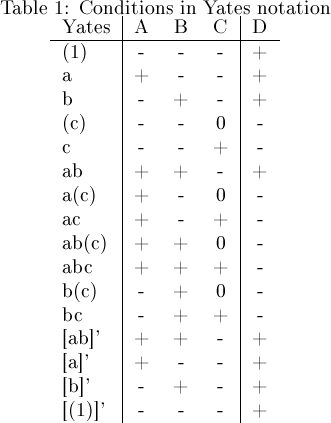 Table 1: Conditions in Yates notation
Yates A B C D
(1) - - - +
a + - - +
b - + - +
(c) - - 0 -
c - - + -
ab + + - +
a(c) + - 0 -
ac + - + -
ab(c) + + 0 -
abc + + + -
b(c) - + 0 -
bc - + + -
[ab]' + + - +
[a]' + - - +
[b]' - + - +
[(1)]' - - - +